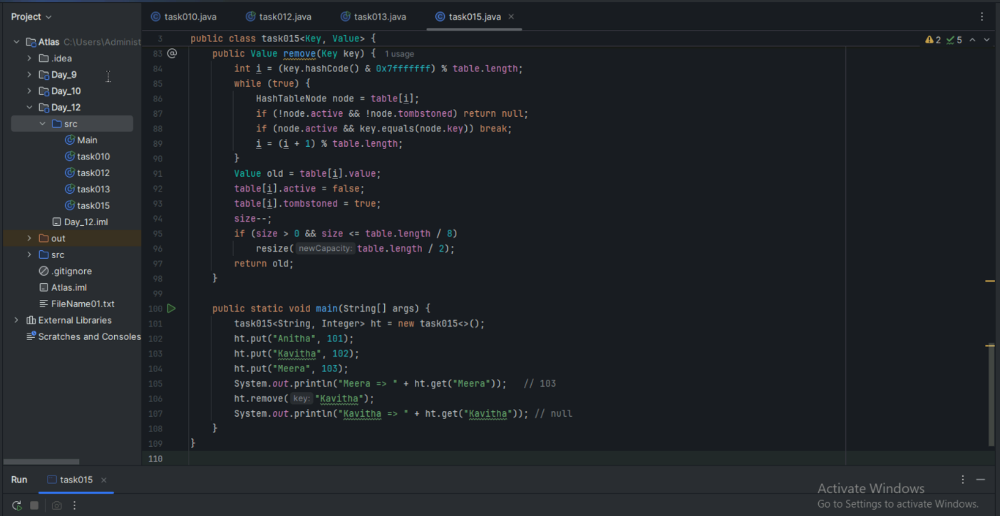 Project
task010.java
task012.java
task013.java
task015.java
Atlas C:\Users\Administ
.idea
Day_9
Day_10
Day_12
src
Main
task010
task012
task013
task015
Day_12.iml
out
src
.gitignore
Atlas.iml
FileName01.txt
External Libraries
Scratches and Consoles
2 5
3 public class task015<Key, Value> {
83 @ public Value remove(Key key) { 1 usage
84 int i = (key.hashCode() & 0x7fffffff) % table.length;
85 while (true) {
86 HashTableNode node = table[i];
87 if (!node.active && !node.tombstoned) return null;
88 if (node.active && key.equals(node.key)) break;
89 i = (i + 1) % table.length;
90 }
91 Value old = table[i].value;
92 table[i].active = false;
93 table[i].tombstoned = true;
94 size--;
95 if (size > 0 && size <= table.length / 8)
96 resize( newCapacity: table.length / 2);
97 return old;
98 }
99
100 public static void main(String[] args) {
101 task015<String, Integer> ht = new task015<>();
102 ht.put("Anitha", 101);
103 ht.put("Kavitha", 102);
104 ht.put("Meera", 103);
105 System.out.println("Meera => " + ht.get("Meera")); // 103
106 ht.remove( key: "Kavitha");
107 System.out.println("Kavitha => " + ht.get("Kavitha")); // null
108 }
109 }
110
Run task015
Activate Windows
Go to Settings to activate Windows.